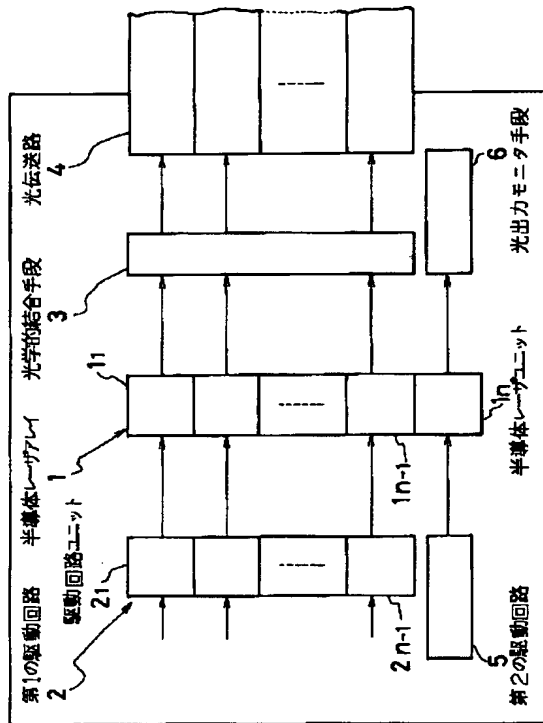 第1の駆動回路
半導体レーザアレイ
光学的結合手段
光伝送路
2
駆動回路ユニット
1
3
4
21
11
2n-1
1n-1
1n
5
6
第2の駆動回路
半導体レーザユニット
光出力モニタ手段